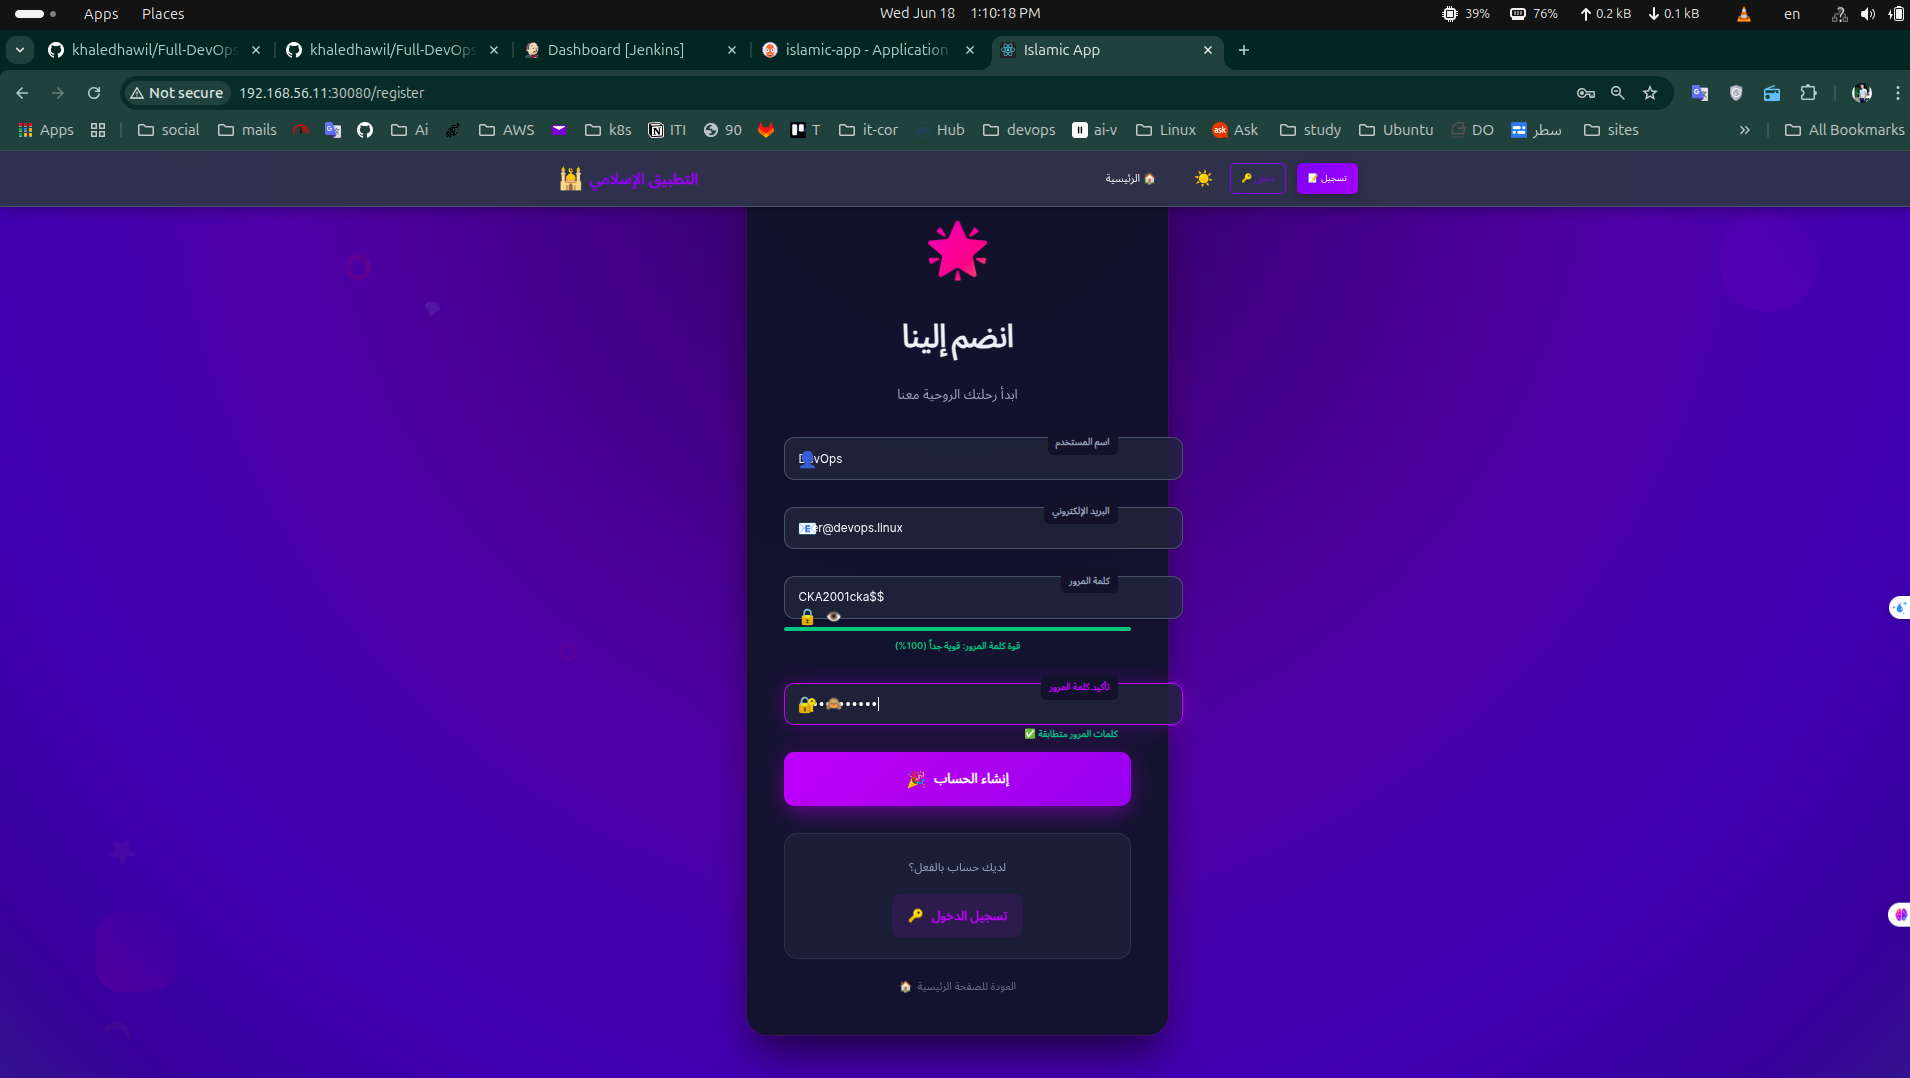 Apps Places Wed Jun 18 1:10:18 PM 39% 76% 0.2 kB 0.1 kB en
khaledhawil/Full-DevOps khaledhawil/Full-DevOps Dashboard [Jenkins] islamic-app - Application Islamic App
Not secure 192.168.56.11:30080/register
Apps social mails Ai AWS k8s ITI 90 T it-cor Hub devops ai-v Linux Ask study Ubuntu DO سطر sites All Bookmarks
التطبيق الإسلامي الرئيسية دخول تسجيل
انضم إلينا
ابدأ رحلتك الروحية معنا
اسم المستخدم
DevOps
البريد الإلكتروني
er@devops.linux
كلمة المرور
CKA2001cka$$
قوة كلمة المرور: قوية جداً (100%)
تأكيد كلمة المرور
كلمات المرور متطابقة
إنشاء الحساب
لديك حساب بالفعل؟
تسجيل الدخول
العودة للصفحة الرئيسية